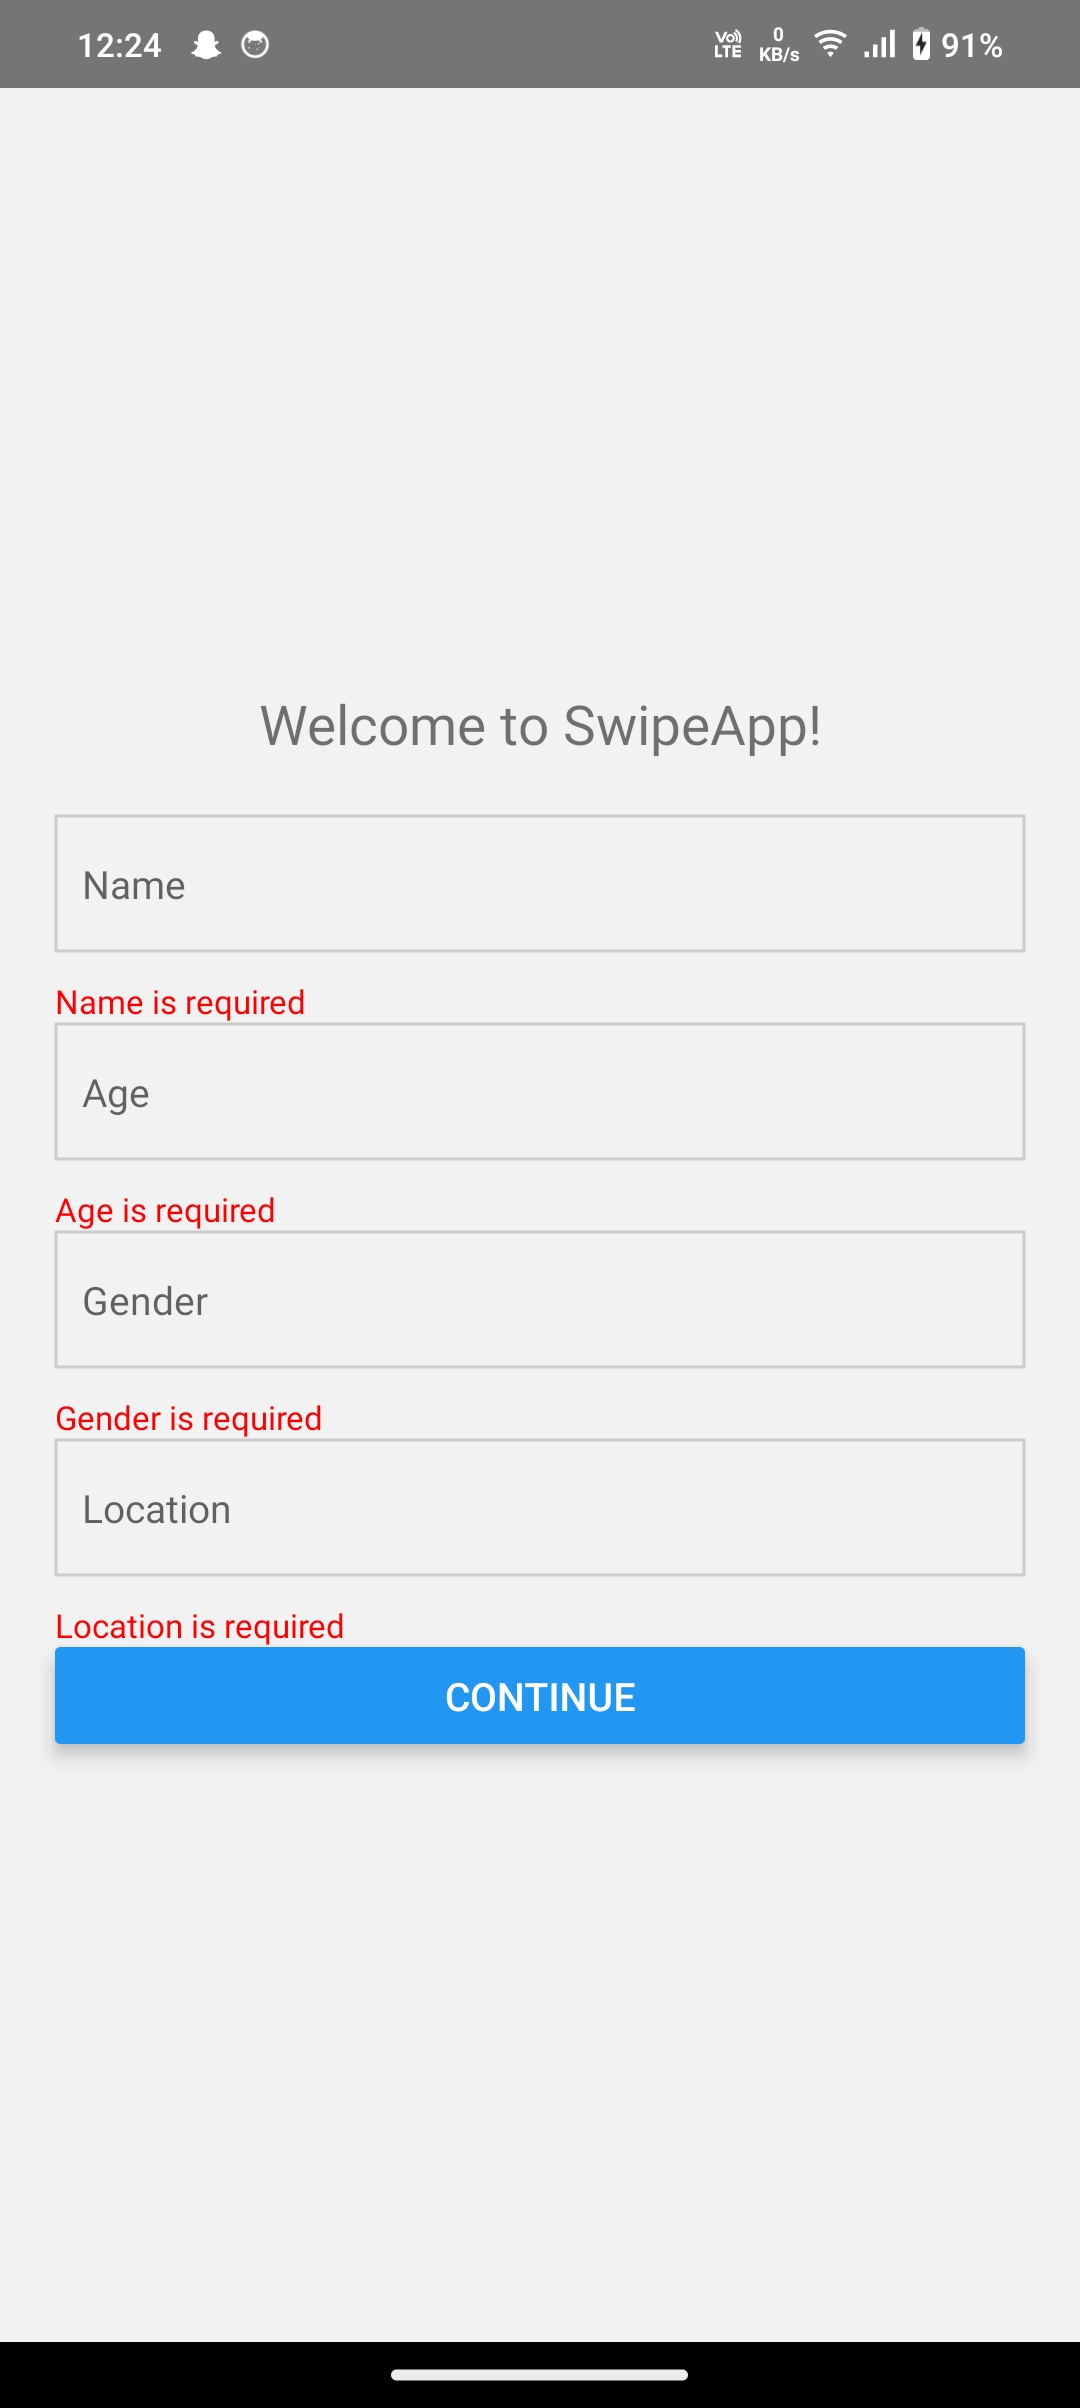 12:24 Vo) LTE 0 KB/s 91%
Welcome to SwipeApp!
Name
Name is required
Age
Age is required
Gender
Gender is required
Location
Location is required
CONTINUE